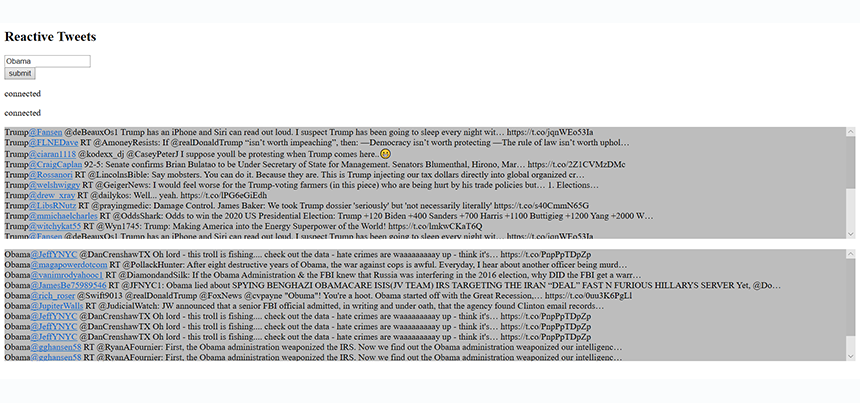 Reactive Tweets
Obama
submit
connected
connected
Trump@Fansen @deBeauxOs1 Trump has an iPhone and Siri can read out loud. I suspect Trump has been going to sleep every night wit… https://t.co/jquWEo53Ia
Trump@FLNEDave RT @AmoneyResists: If @realDonaldTrump “isn’t worth impeaching”, then: —Democracy isn’t worth protecting —The rule of law isn’t worth uphol…
Trump@ciaran1118 @kodexx_dj @CaseyPeterJ I suppose youll be protesting when Trump comes here..
Trump@CraigCaplan 92-5: Senate confirms Brian Bulatao to be Under Secretary of State for Management. Senators Blumenthal, Hirono, Mar… https://t.co/2Z1CVMzDMc
Trump@Rossanori RT @LincolnsBible: Say mobsters. You can do it. Because they are. This is Trump injecting our tax dollars directly into global organized cr…
Trump@welshwiggy RT @GeigerNews: I would feel worse for the Trump-voting farmers (in this piece) who are being hurt by his trade policies but… 1. Elections…
Trump@drew_xray RT @dailykos: Well... yeah. https://t.co/lPG6eGiEdh
Trump@LibsRNutz RT @prayingmedic: Damage Control. James Baker: We took Trump dossier 'seriously' but 'not necessarily literally' https://t.co/s40CmmN65G
Trump@mmichaelcharles RT @OddsShark: Odds to win the 2020 US Presidential Election: Trump +120 Biden +400 Sanders +700 Harris +1100 Buttigieg +1200 Yang +2000 W…
Trump@witchykat55 RT @Wyn1745: Trump: Making America into the Energy Superpower of the World! https://t.co/lmkwCKaT6Q
Trump@Fansen @deBeauxOs1 Trump has an iPhone and Siri can read out loud. I suspect Trump has been going to sleep every night wit… https://t.co/jquWEo53Ia
Obama@JeffYNYC @DanCrenshawTX Oh lord - this troll is fishing.... check out the data - hate crimes are waaaaaaaay up - think it's… https://t.co/PnpPpTDpZp
Obama@magapowerdotcom RT @PollackHunter: After eight destructive years of Obama, the war against cops is awful. Everyday, I hear about another officer being murd…
Obama@vanimrodyahooc1 RT @DiamondandSilk: If the Obama Administration & the FBI knew that Russia was interfering in the 2016 election, why DID the FBI get a warr…
Obama@JamesBe75989546 RT @JFNYC1: Obama lied about SPYING BENGHAZI OBAMACARE ISIS(JV TEAM) IRS TARGETING THE IRAN “DEAL” FAST N FURIOUS HILLARYS SERVER Yet, @Do…
Obama@rich_roser @Swift9013 @realDonaldTrump @FoxNews @cvpayne "Obama"! You're a hoot. Obama started off with the Great Recession,… https://t.co/0uu3K6PgLl
Obama@JupiterWalls RT @JudicialWatch: JW announced that a senior FBI official admitted, in writing and under oath, that the agency found Clinton email records…
Obama@JeffYNYC @DanCrenshawTX Oh lord - this troll is fishing.... check out the data - hate crimes are waaaaaaaay up - think it's… https://t.co/PnpPpTDpZp
Obama@JeffYNYC @DanCrenshawTX Oh lord - this troll is fishing.... check out the data - hate crimes are waaaaaaaay up - think it's… https://t.co/PnpPpTDpZp
Obama@JeffYNYC @DanCrenshawTX Oh lord - this troll is fishing.... check out the data - hate crimes are waaaaaaaay up - think it's… https://t.co/PnpPpTDpZp
Obama@gghansen58 RT @RyanAFournier: First, the Obama administration weaponized the IRS. Now we find out the Obama administration weaponized our intelligenc…
Obama@gghansen58 RT @RyanAFournier: First, the Obama administration weaponized the IRS. Now we find out the Obama administration weaponized our intelligenc…